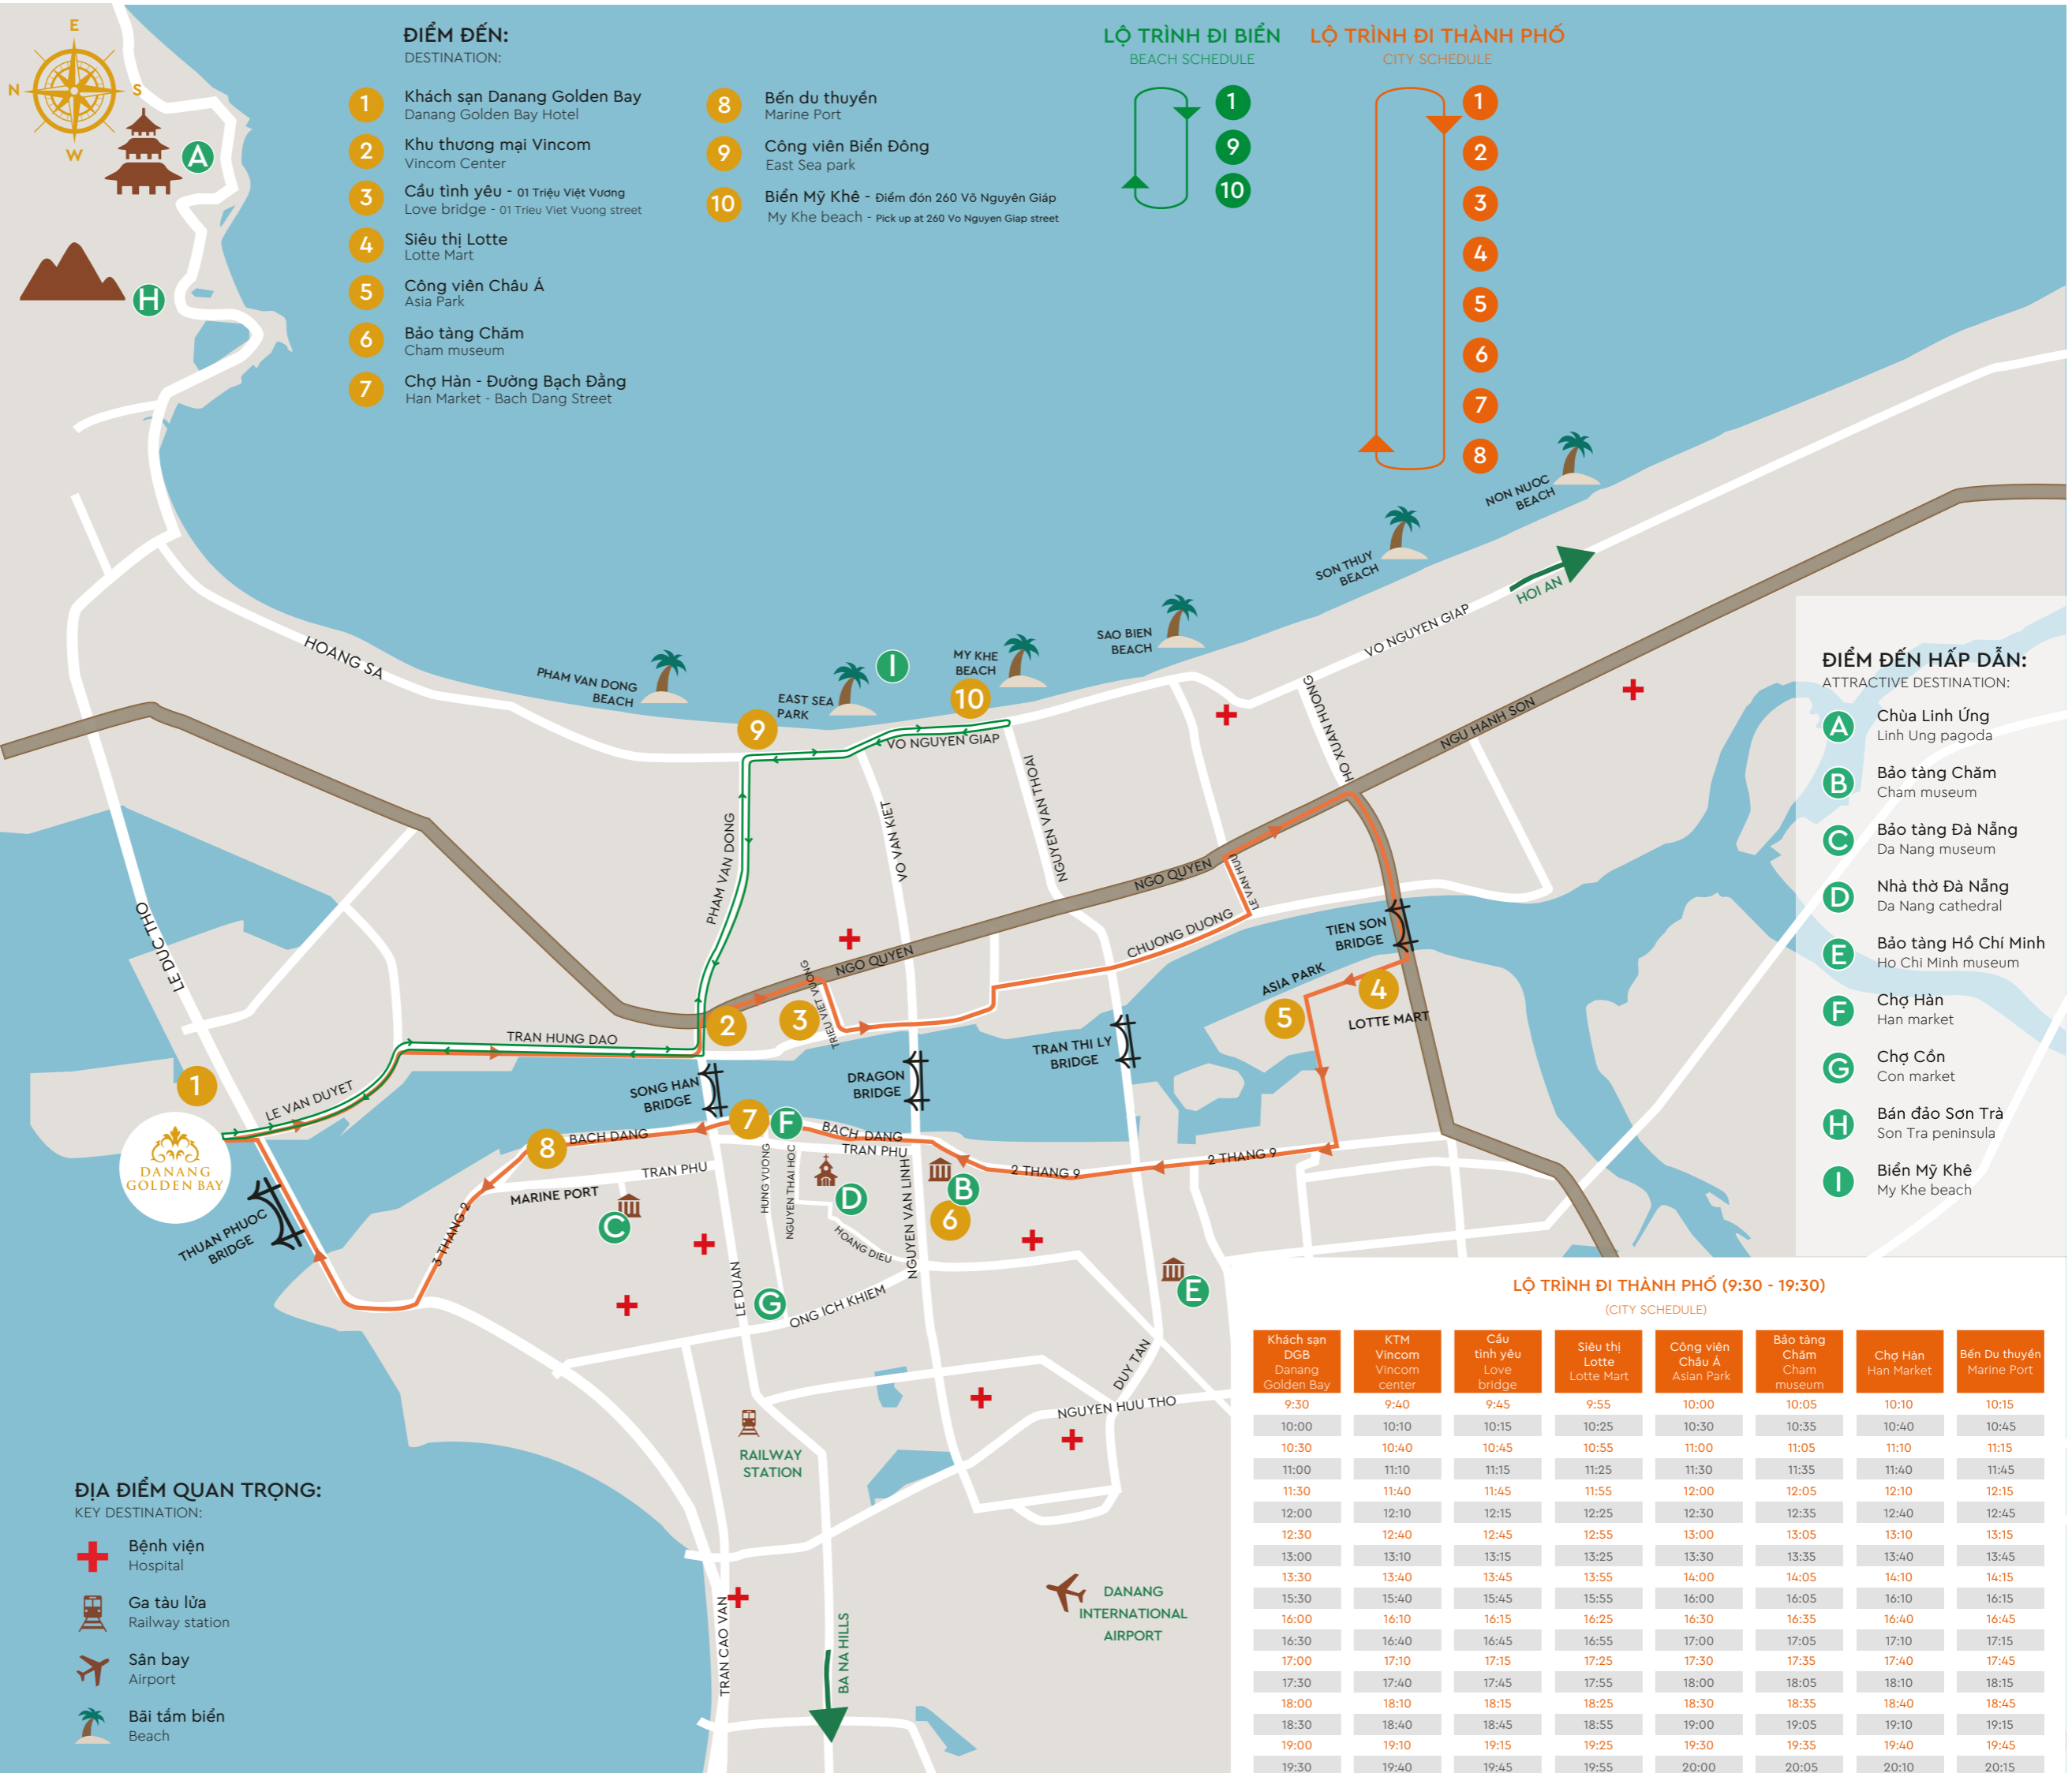 E
N
S
W
ĐIỂM ĐẾN:
DESTINATION:
1
Khách sạn Danang Golden Bay
Danang Golden Bay Hotel
2
Khu thương mại Vincom
Vincom Center
3
Cầu tình yêu - 01 Triệu Việt Vương
Love bridge - 01 Trieu Viet Vuong street
4
Siêu thị Lotte
Lotte Mart
5
Công viên Châu Á
Asia Park
6
Bảo tàng Chăm
Cham museum
7
Chợ Hàn - Đường Bạch Đằng
Han Market - Bach Dang Street
8
Bến du thuyền
Marine Port
9
Công viên Biển Đông
East Sea park
10
Biển Mỹ Khê - Điểm đón 260 Võ Nguyên Giáp
My Khe beach - Pick up at 260 Vo Nguyen Giap street
LỘ TRÌNH ĐI BIỂN
BEACH SCHEDULE
1
9
10
LỘ TRÌNH ĐI THÀNH PHỐ
CITY SCHEDULE
1
2
3
4
5
6
7
8
A
H
NON NUOC
BEACH
SON THUY
BEACH
HOI AN
VO NGUYEN GIAP
SAO BIEN
BEACH
MY KHE
BEACH
10
I
EAST SEA
PARK
9
PHAM VAN DONG
BEACH
HOANG SA
VO NGUYEN GIAP
HO XUAN HUONG
NGU HANH SON
LE DUC THO
PHAM VAN DONG
VO VAN KIET
NGUYEN VAN THOAI
NGO QUYEN
LE VAN HUU
CHUONG DUONG
NGO QUYEN
TRIEU VIET VUONG
2
3
TIEN SON
BRIDGE
ASIA PARK
4
5
LOTTE MART
TRAN HUNG DAO
TRAN THI LY
BRIDGE
DRAGON
BRIDGE
SONG HAN
BRIDGE
1
LE VAN DUYET
DANANG
GOLDEN BAY
THUAN PHUOC
BRIDGE
7
F
8
BACH DANG
BACH DANG
TRAN PHU
TRAN PHU
2 THANG 9
2 THANG 9
MARINE PORT
3 THANG 2
C
HUNG VUONG
NGUYEN THAI HOC
D
HOANG DIEU
NGUYEN VAN LINH
B
6
E
LE DUAN
G
ONG ICH KHIEM
DUY TAN
NGUYEN HUU THO
RAILWAY
STATION
TRAN CAO VAN
BA NA HILLS
DANANG
INTERNATIONAL
AIRPORT
ĐIỂM ĐẾN HẤP DẪN:
ATTRACTIVE DESTINATION:
A
Chùa Linh Ứng
Linh Ung pagoda
B
Bảo tàng Chăm
Cham museum
C
Bảo tàng Đà Nẵng
Da Nang museum
D
Nhà thờ Đà Nẵng
Da Nang cathedral
E
Bảo tàng Hồ Chí Minh
Ho Chi Minh museum
F
Chợ Hàn
Han market
G
Chợ Cồn
Con market
H
Bán đảo Sơn Trà
Son Tra peninsula
I
Biển Mỹ Khê
My Khe beach
ĐỊA ĐIỂM QUAN TRỌNG:
KEY DESTINATION:
Bệnh viện
Hospital
Ga tàu lửa
Railway station
Sân bay
Airport
Bãi tắm biển
Beach
LỘ TRÌNH ĐI THÀNH PHỐ (9:30 - 19:30)
(CITY SCHEDULE)
Khách sạn DGB Danang Golden Bay
KTM Vincom Vincom center
Cầu tình yêu Love bridge
Siêu thị Lotte Lotte Mart
Công viên Châu Á Asian Park
Bảo tàng Chăm Cham museum
Chợ Hàn Han Market
Bến Du thuyền Marine Port
9:30 9:40 9:45 9:55 10:00 10:05 10:10 10:15
10:00 10:10 10:15 10:25 10:30 10:35 10:40 10:45
10:30 10:40 10:45 10:55 11:00 11:05 11:10 11:15
11:00 11:10 11:15 11:25 11:30 11:35 11:40 11:45
11:30 11:40 11:45 11:55 12:00 12:05 12:10 12:15
12:00 12:10 12:15 12:25 12:30 12:35 12:40 12:45
12:30 12:40 12:45 12:55 13:00 13:05 13:10 13:15
13:00 13:10 13:15 13:25 13:30 13:35 13:40 13:45
13:30 13:40 13:45 13:55 14:00 14:05 14:10 14:15
15:30 15:40 15:45 15:55 16:00 16:05 16:10 16:15
16:00 16:10 16:15 16:25 16:30 16:35 16:40 16:45
16:30 16:40 16:45 16:55 17:00 17:05 17:10 17:15
17:00 17:10 17:15 17:25 17:30 17:35 17:40 17:45
17:30 17:40 17:45 17:55 18:00 18:05 18:10 18:15
18:00 18:10 18:15 18:25 18:30 18:35 18:40 18:45
18:30 18:40 18:45 18:55 19:00 19:05 19:10 19:15
19:00 19:10 19:15 19:25 19:30 19:35 19:40 19:45
19:30 19:40 19:45 19:55 20:00 20:05 20:10 20:15